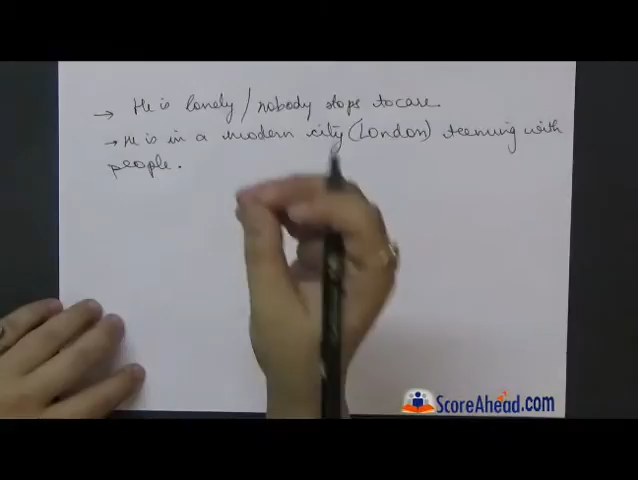 → He is lonely / nobody stops to care.
→ He is in a modern city (London) teeming with
people.
ScoreAhead.com